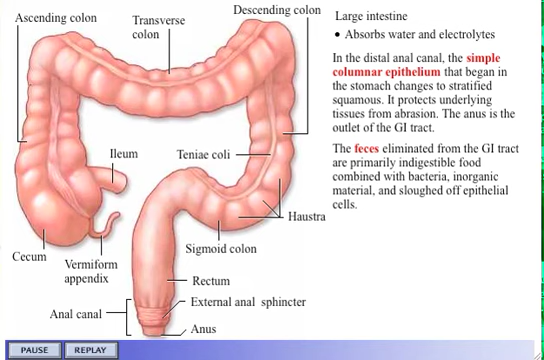 Ascending colon
Transverse
colon
Descending colon
Ileum
Teniae coli
Haustra
Cecum
Vermiform
appendix
Sigmoid colon
Rectum
External anal sphincter
Anal canal
Anus
Large intestine
• Absorbs water and electrolytes
In the distal anal canal, the simple
columnar epithelium that began in
the stomach changes to stratified
squamous. It protects underlying
tissues from abrasion. The anus is the
outlet of the GI tract.
The feces eliminated from the GI tract
are primarily indigestible food
combined with bacteria, inorganic
material, and sloughed off epithelial
cells.
PAUSE
REPLAY